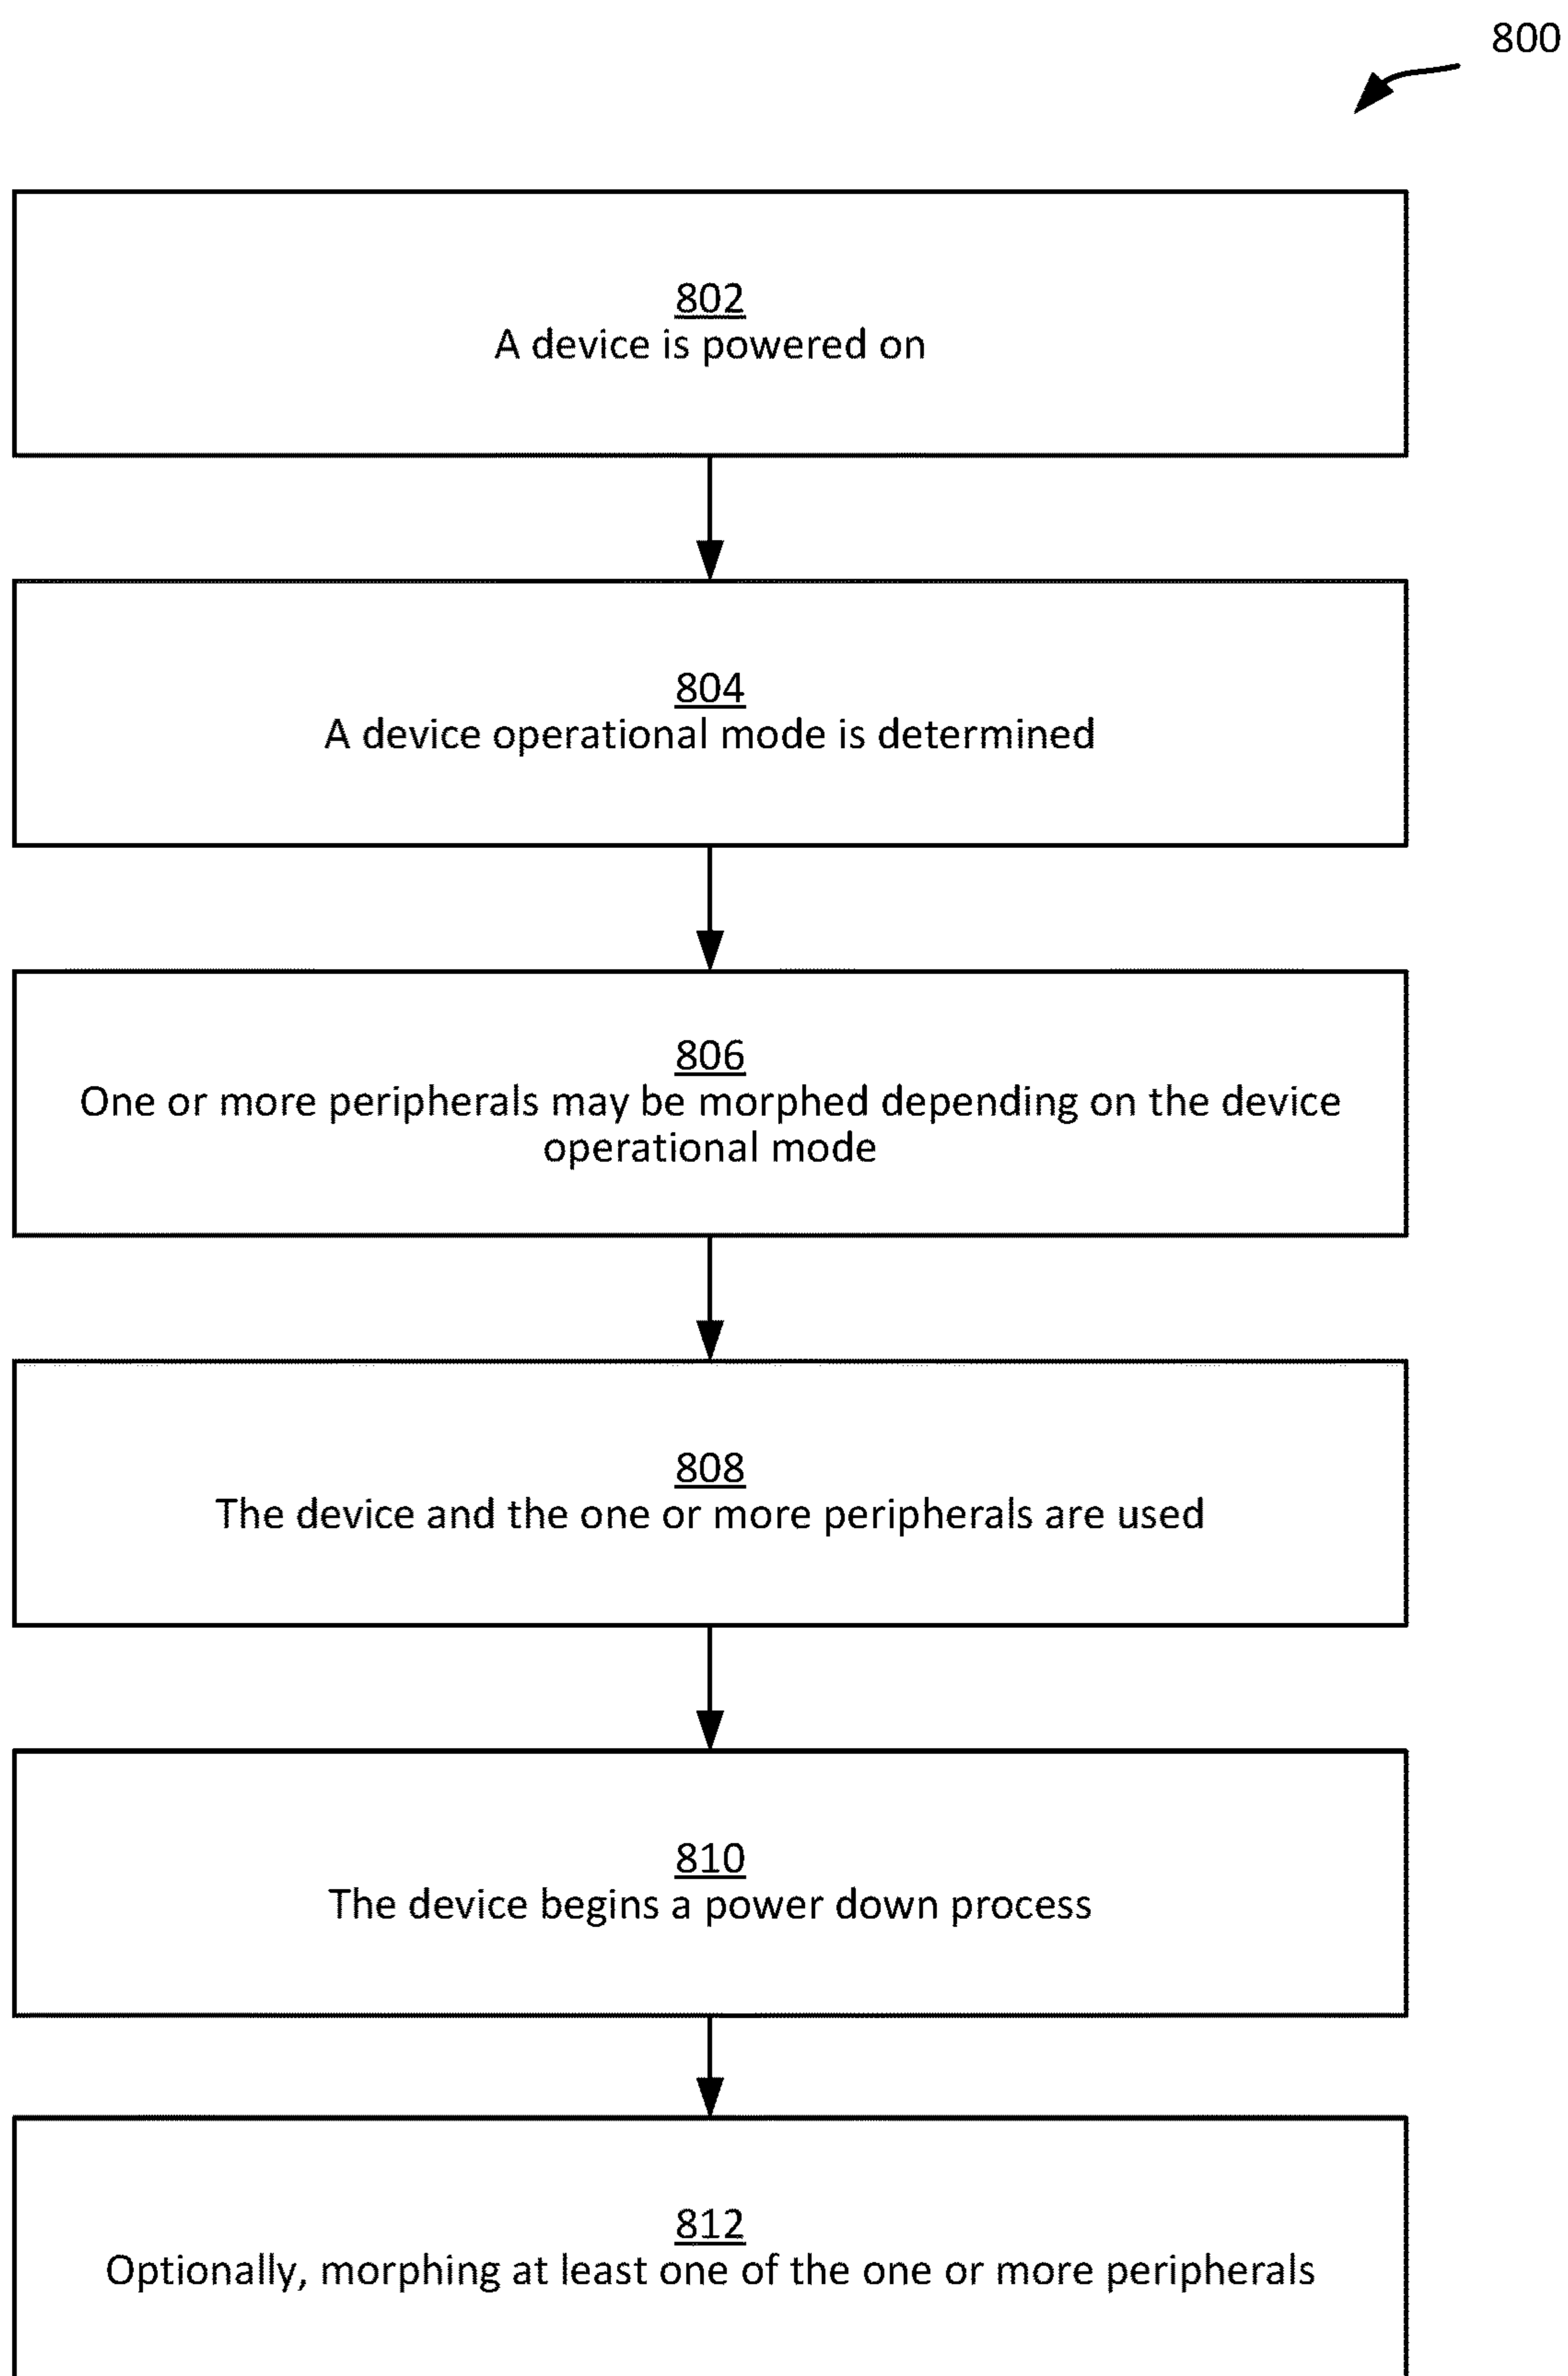 800
802
A device is powered on
804
A device operational mode is determined
806
One or more peripherals may be morphed depending on the device
operational mode
808
The device and the one or more peripherals are used
810
The device begins a power down process
812
Optionally, morphing at least one of the one or more peripherals